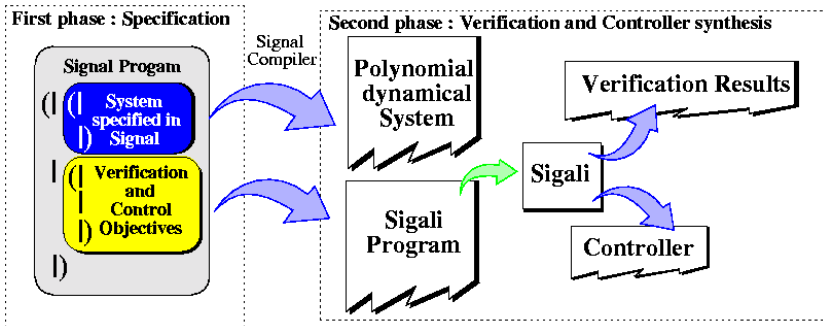 First phase : Specification
Signal Progam
(|
(|
System
specified in
|)
Signal
|
(|
Verification
|
and
Control
|)
Objectives
|)
Signal
Compiler
Second phase : Verification and Controller synthesis
Polynomial
dynamical
System
Sigali
Program
Sigali
Verification Results
Controller